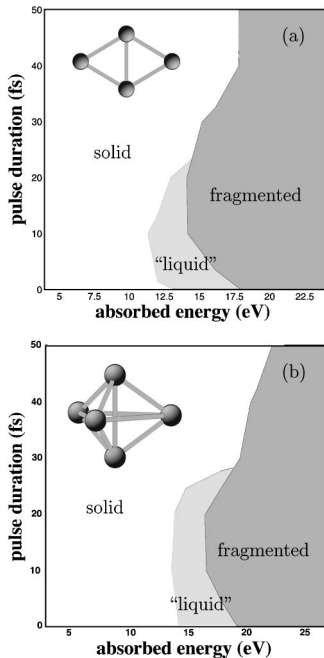 50
(a)
40
30
solid
20
fragmented
10
“liquid”
0
pulse duration (fs)
5 7.5 10 12.5 15 17.5 20 22.5
absorbed energy (eV)
50
(b)
40
30
solid
20
fragmented
10
“liquid”
0
pulse duration (fs)
5 10 15 20 25
absorbed energy (eV)